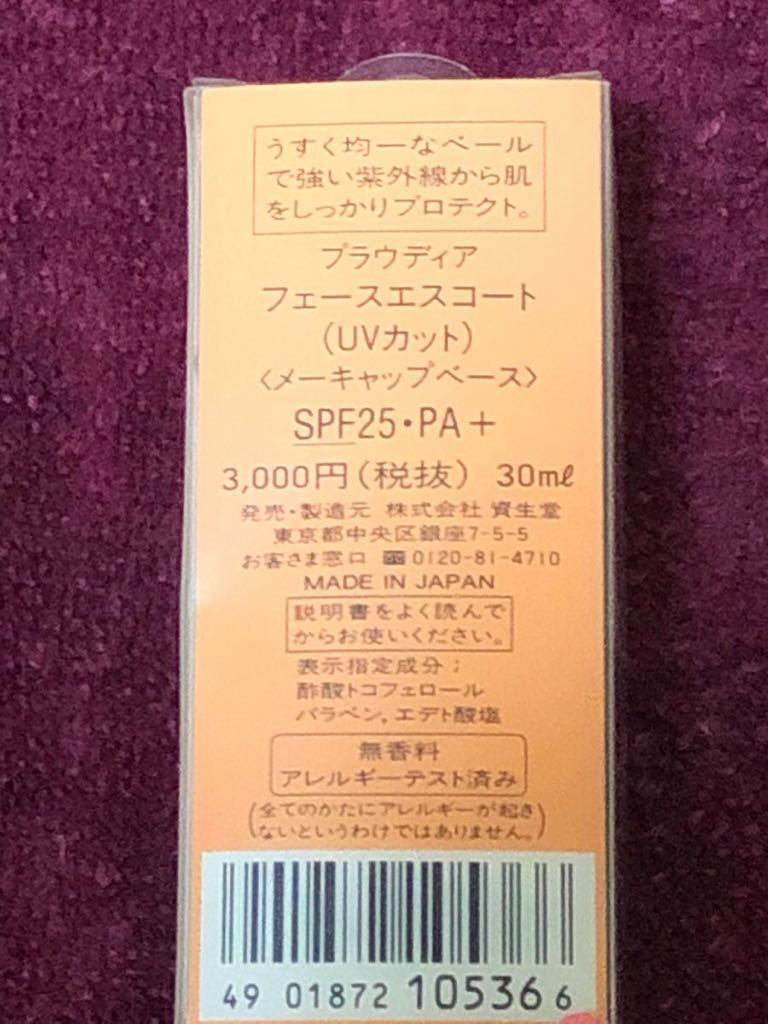 うすく均一なベール
で強い紫外線から肌
をしっかりプロテクト。
プラウディア
フェースエスコート
(UVカット)
〈メーキャップベース〉
SPF25・PA+
3,000円(税抜) 30mℓ
発売・製造元 株式会社 資生堂
東京都中央区銀座7-5-5
お客さま窓口 0120-81-4710
MADE IN JAPAN
説明書をよく読んで
からお使いください。
表示指定成分;
酢酸トコフェロール
パラベン, エデト酸塩
無香料
アレルギーテスト済み
(全てのかたにアレルギーが起き
ないというわけではありません。)
49 01872 10536 6